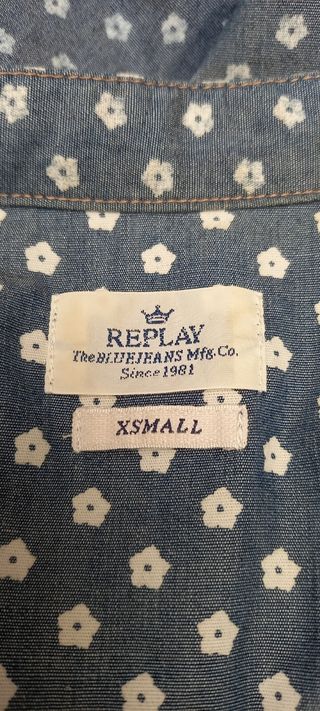 REPLAY
The BLUEJEANS Mfg.Co.
Since 1981
XSMALL